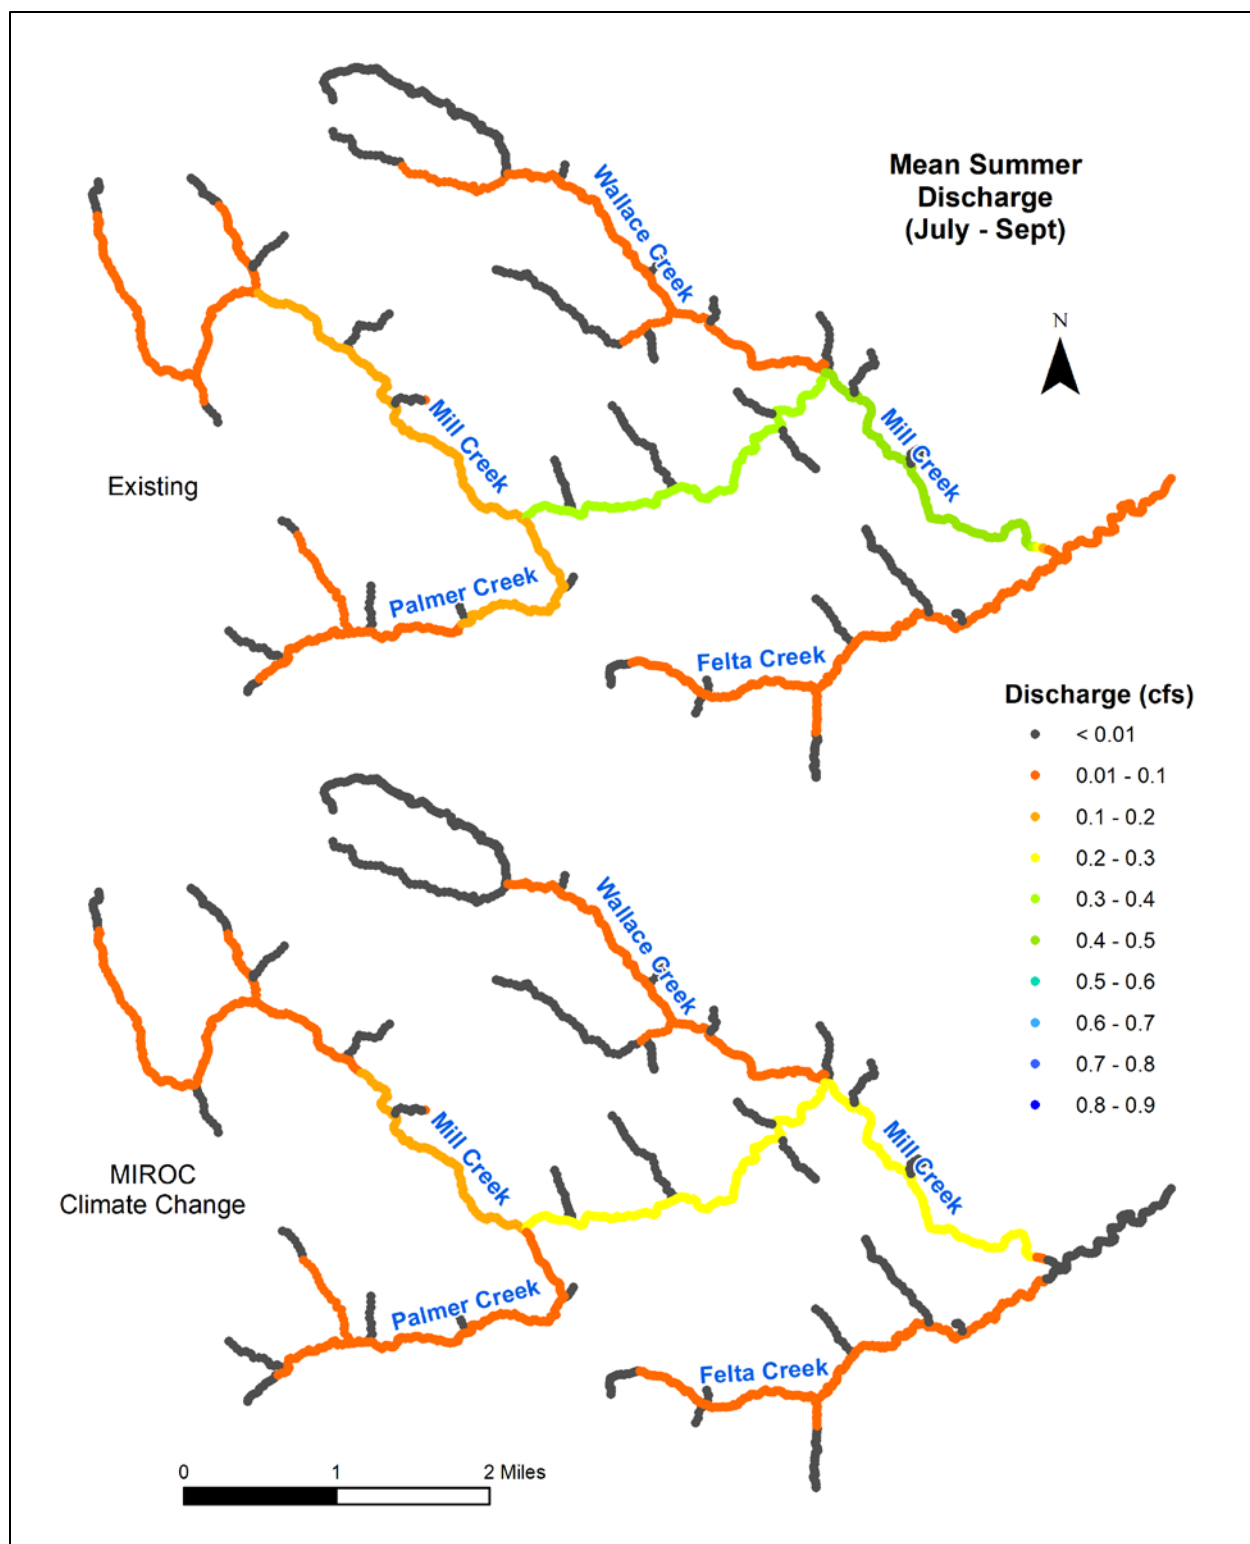 Mean Summer
Discharge
(July - Sept)
N
Wallace Creek
Mill Creek
Mill Creek
Existing
Palmer Creek
Felta Creek
Discharge (cfs)
< 0.01
0.01 - 0.1
0.1 - 0.2
0.2 - 0.3
0.3 - 0.4
0.4 - 0.5
0.5 - 0.6
0.6 - 0.7
0.7 - 0.8
0.8 - 0.9
Wallace Creek
Mill Creek
Mill Creek
MIROC
Climate Change
Palmer Creek
Felta Creek
0 1 2 Miles